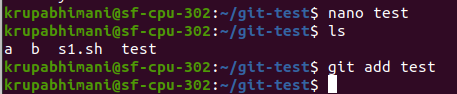 krupabhimani@sf-cpu-302:~/git-test$ nano test
krupabhimani@sf-cpu-302:~/git-test$ ls
a  b  s1.sh  test
krupabhimani@sf-cpu-302:~/git-test$ git add test
krupabhimani@sf-cpu-302:~/git-test$